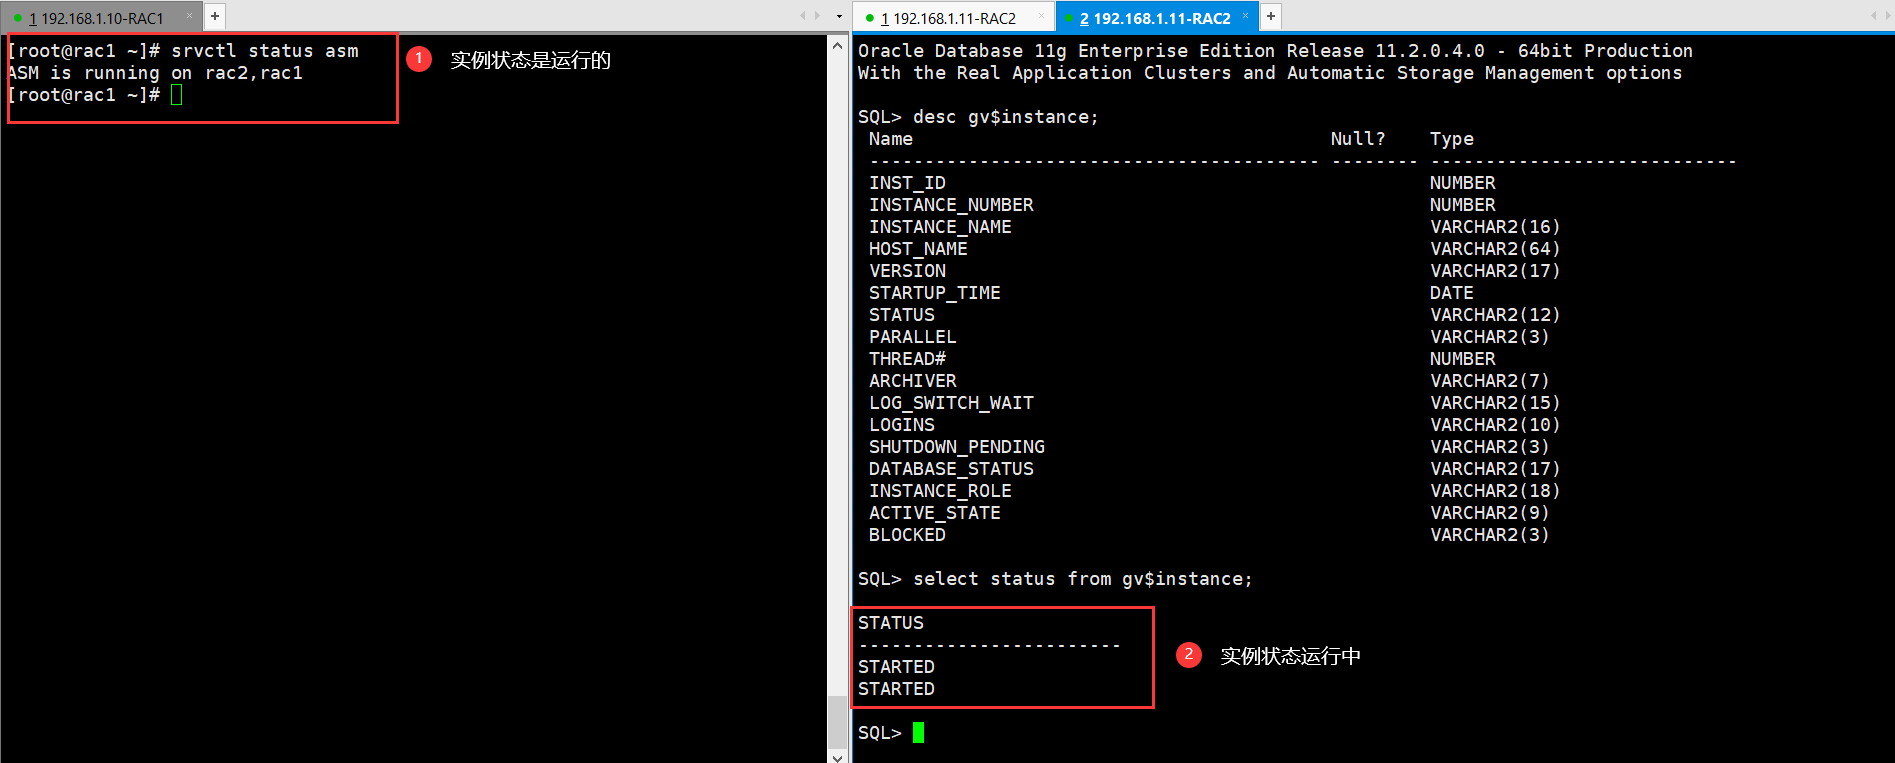 1 192.168.1.10-RAC1
[root@rac1 ~]# srvctl status asm
ASM is running on rac2,rac1
[root@rac1 ~]#
1 实例状态是运行的
1 192.168.1.11-RAC2
2 192.168.1.11-RAC2
Oracle Database 11g Enterprise Edition Release 11.2.0.4.0 - 64bit Production
With the Real Application Clusters and Automatic Storage Management options
SQL> desc gv$instance;
Name Null? Type
----------------------------------------- -------- ----------------------------
INST_ID NUMBER
INSTANCE_NUMBER NUMBER
INSTANCE_NAME VARCHAR2(16)
HOST_NAME VARCHAR2(64)
VERSION VARCHAR2(17)
STARTUP_TIME DATE
STATUS VARCHAR2(12)
PARALLEL VARCHAR2(3)
THREAD# NUMBER
ARCHIVER VARCHAR2(7)
LOG_SWITCH_WAIT VARCHAR2(15)
LOGINS VARCHAR2(10)
SHUTDOWN_PENDING VARCHAR2(3)
DATABASE_STATUS VARCHAR2(17)
INSTANCE_ROLE VARCHAR2(18)
ACTIVE_STATE VARCHAR2(9)
BLOCKED VARCHAR2(3)
SQL> select status from gv$instance;
STATUS
------------------------
STARTED
STARTED
2 实例状态运行中
SQL>